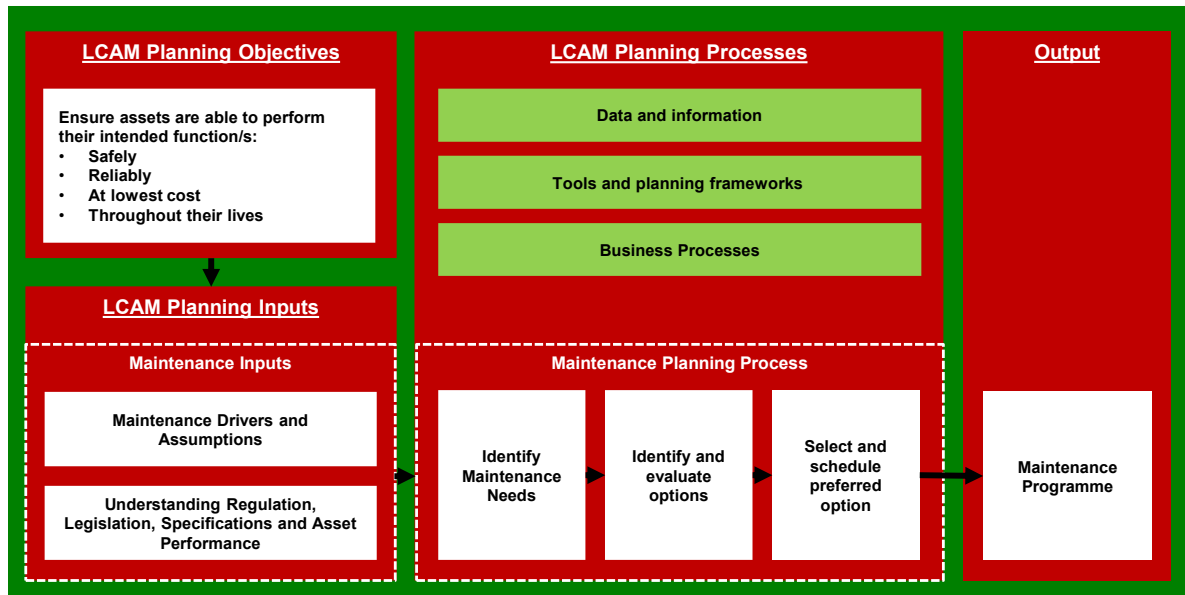 LCAM Planning Objectives
Ensure assets are able to perform
their intended function/s:
• Safely
• Reliably
• At lowest cost
• Throughout their lives
LCAM Planning Inputs
Maintenance Inputs
Maintenance Drivers and
Assumptions
Understanding Regulation,
Legislation, Specifications and Asset
Performance
LCAM Planning Processes
Data and information
Tools and planning frameworks
Business Processes
Maintenance Planning Process
Identify
Maintenance
Needs
Identify and
evaluate
options
Select and
schedule
preferred
option
Output
Maintenance
Programme